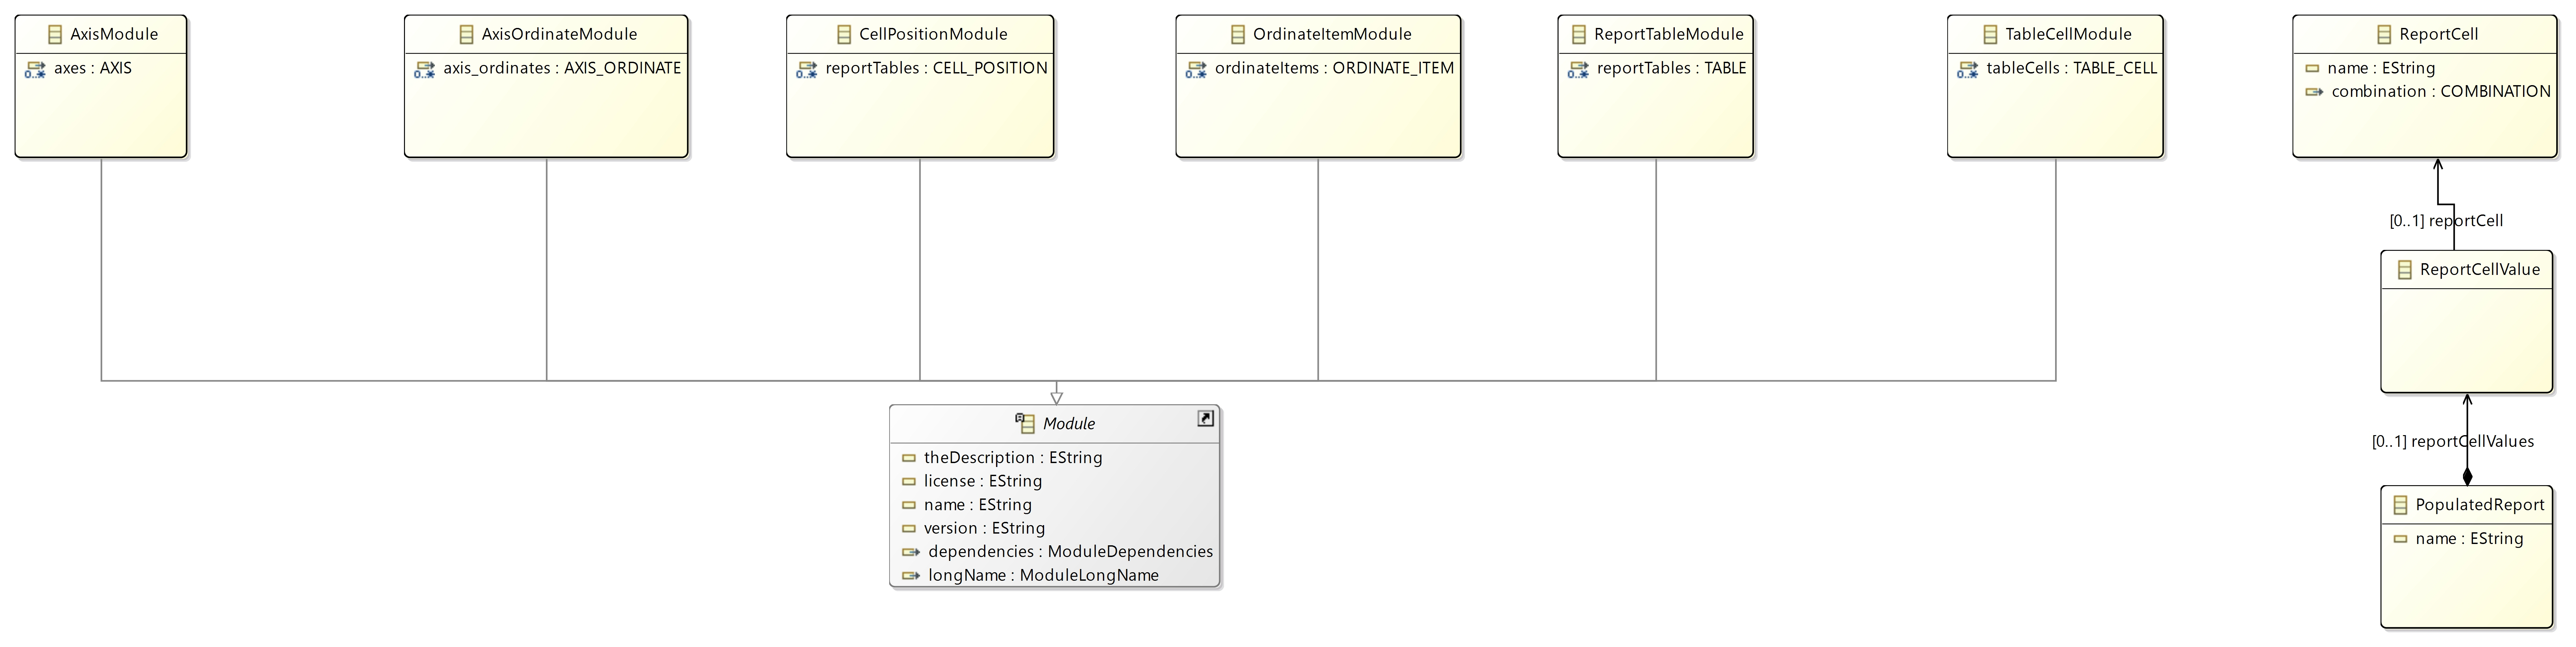 AxisModule
0..*
axes : AXIS
AxisOrdinateModule
0..*
axis_ordinates : AXIS_ORDINATE
CellPositionModule
0..*
reportTables : CELL_POSITION
OrdinateItemModule
0..*
ordinateItems : ORDINATE_ITEM
ReportTableModule
0..*
reportTables : TABLE
TableCellModule
0..*
tableCells : TABLE_CELL
ReportCell
name : EString
combination : COMBINATION
[0..1] reportCell
ReportCellValue
[0..1] reportCellValues
PopulatedReport
name : EString
Module
theDescription : EString
license : EString
name : EString
version : EString
dependencies : ModuleDependencies
longName : ModuleLongName